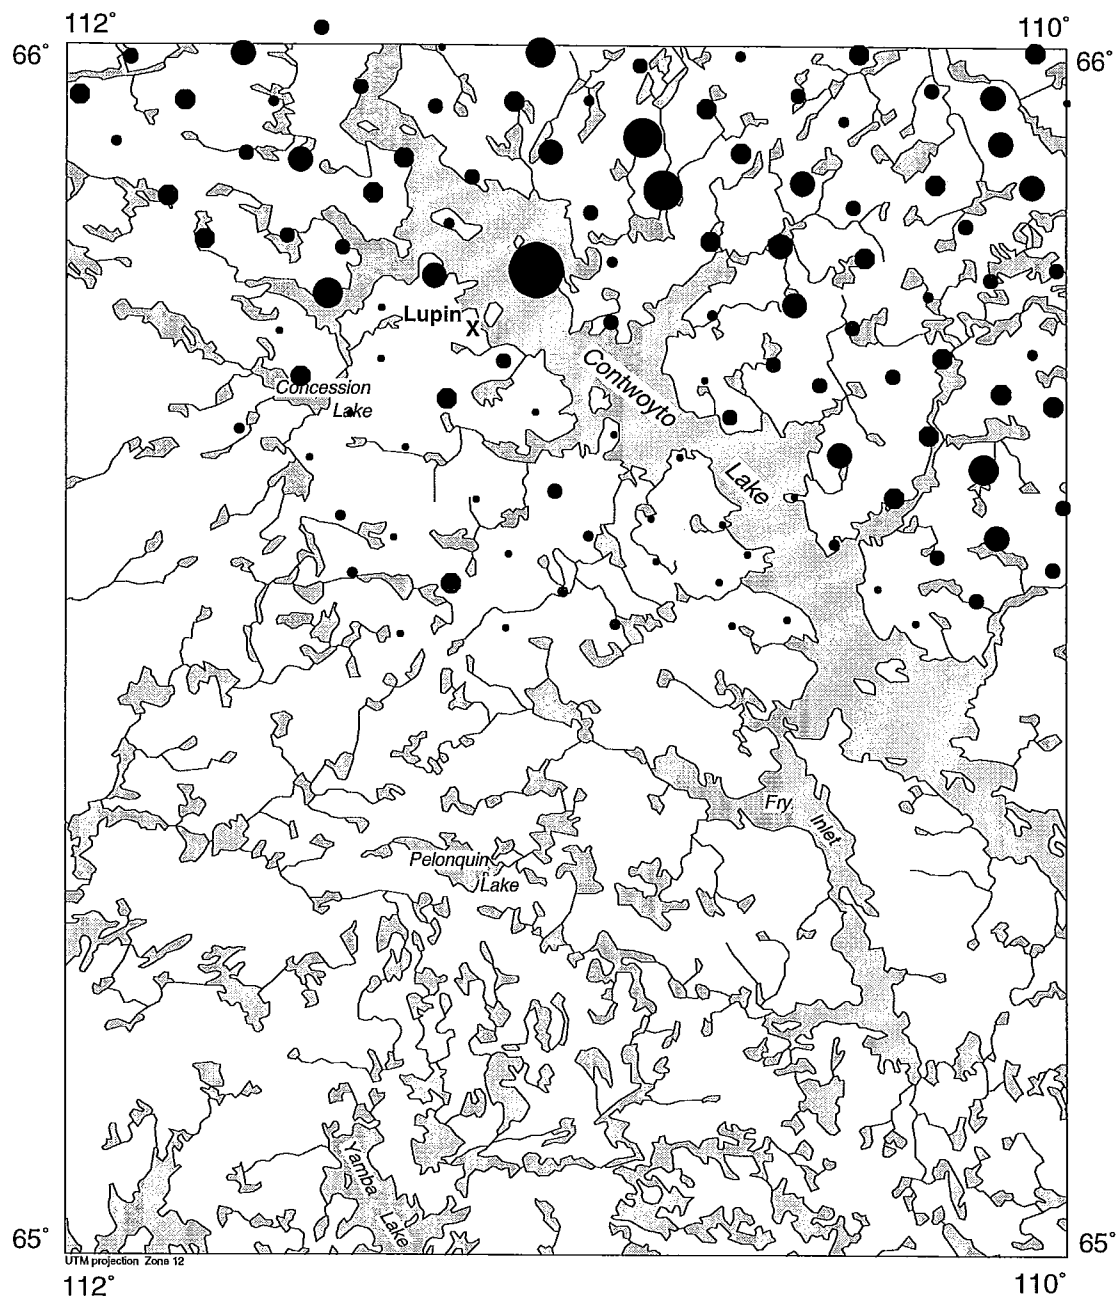 112°
110°
66°
66°
Lupin
X
Contwoyto
Concession
Lake
Lake
Fry
Inlet
Pelonquin
Lake
Yamba
Lake
65°
65°
UTM projection Zone 12
112°
110°